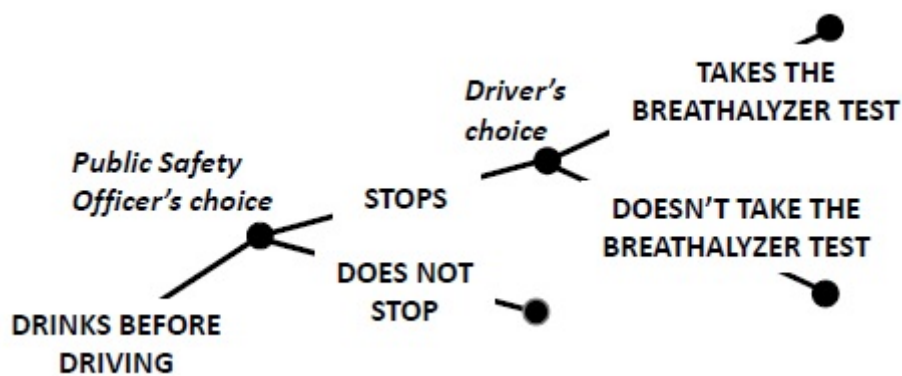 TAKES THE
BREATHALYZER TEST
Driver's
choice
Public Safety
Officer's choice
STOPS
DOESN'T TAKE THE
BREATHALYZER TEST
DOES NOT
STOP
DRINKS BEFORE
DRIVING